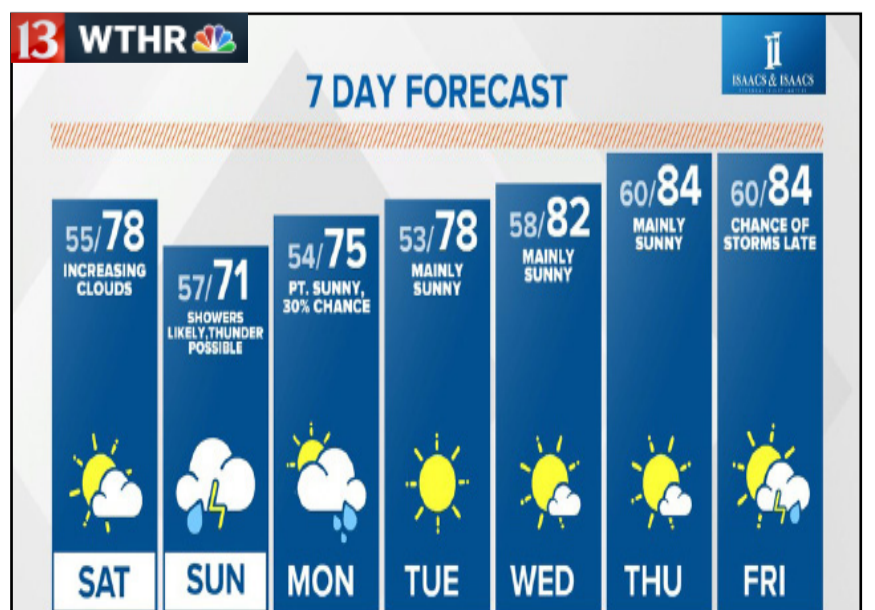 13 WTHR
ISAACS & ISAACS
7 DAY FORECAST
55/78
INCREASING
CLOUDS
SAT
57/71
SHOWERS
LIKELY,THUNDER
POSSIBLE
SUN
54/75
PT. SUNNY,
30% CHANCE
MON
53/78
MAINLY
SUNNY
TUE
58/82
MAINLY
SUNNY
WED
60/84
MAINLY
SUNNY
THU
60/84
CHANCE OF
STORMS LATE
FRI